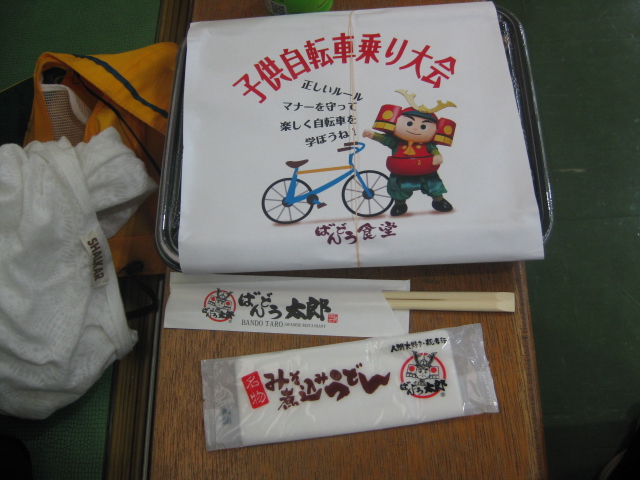 子供自転車乗り大会
正しいルール
マナーを守って
楽しく自転車を
学ぼうね!
ばんどう食堂
ばんどう太郎
BANDO TARO
名物
みそ
煮込みうどん
ばんどう太郎
SHANKAR